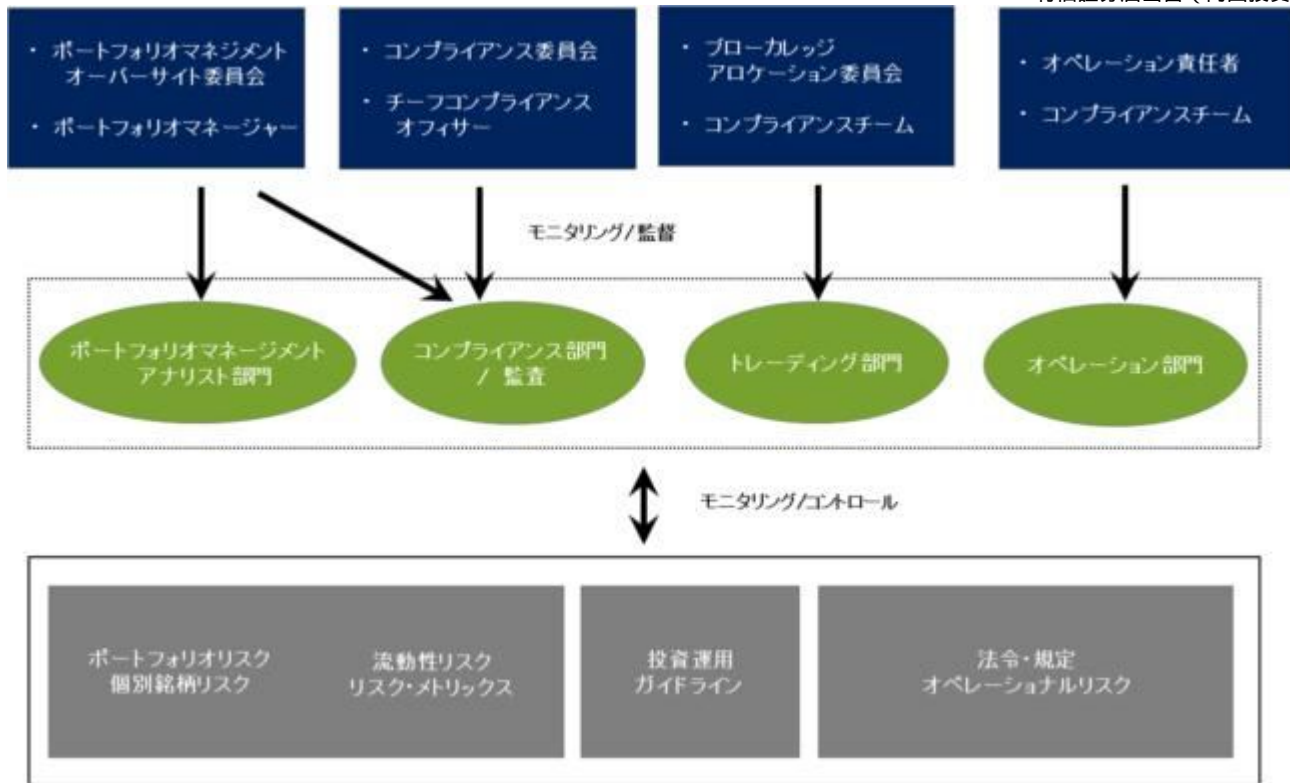 ・ ポートフォリオマネジメント
オーバーサイト委員会
・ ポートフォリオマネージャー
・ コンプライアンス委員会
・ チーフコンプライアンス
オフィサー
・ ブローカレッジ
アロケーション委員会
・ コンプライアンスチーム
・ オペレーション責任者
・ コンプライアンスチーム
モニタリング/監督
ポートフォリオマネージメント
アナリスト部門
コンプライアンス部門
/ 監査
トレーディング部門
オペレーション部門
モニタリング/コントロール
ポートフォリオリスク
個別銘柄リスク
流動性リスク
リスク・メトリックス
投資運用
ガイドライン
法令・規定
オペレーショナルリスク